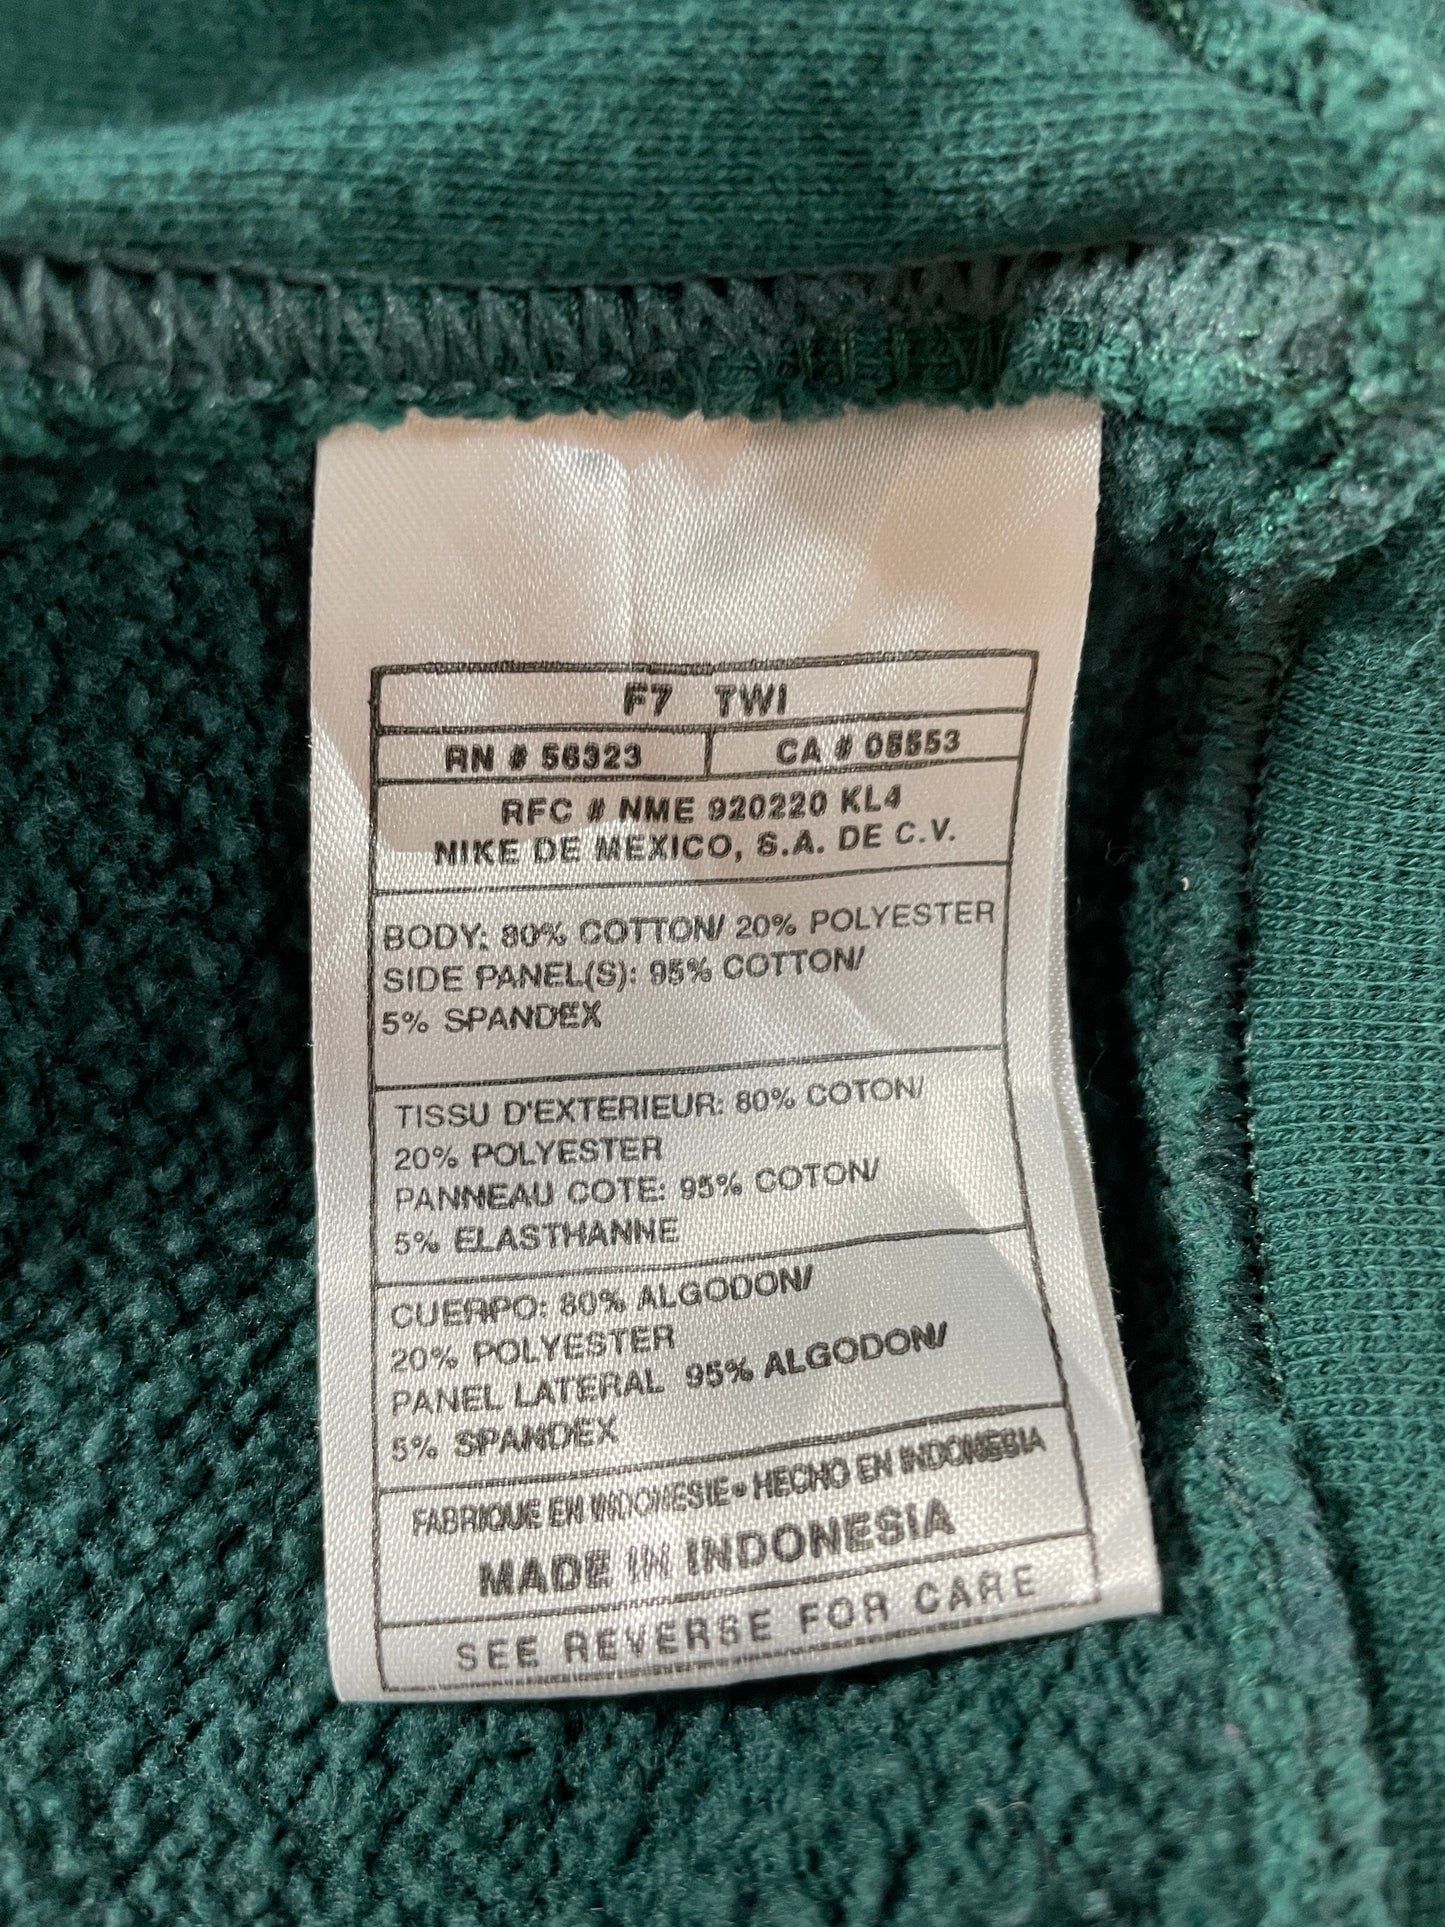 F7 TWI
RN # 56323 CA # 05553
RFC # NME 920220 KL4
NIKE DE MEXICO, S.A. DE C.V.
BODY: 80% COTTON/ 20% POLYESTER
SIDE PANEL(S): 95% COTTON/
5% SPANDEX
TISSU D'EXTERIEUR: 80% COTON/
20% POLYESTER
PANNEAU COTE: 95% COTON/
5% ELASTHANNE
CUERPO: 80% ALGODON/
20% POLYESTER
PANEL LATERAL 95% ALGODON/
5% SPANDEX
FABRIQUE EN INDONESIE • HECHO EN INDONESIA
MADE IN INDONESIA
SEE REVERSE FOR CARE